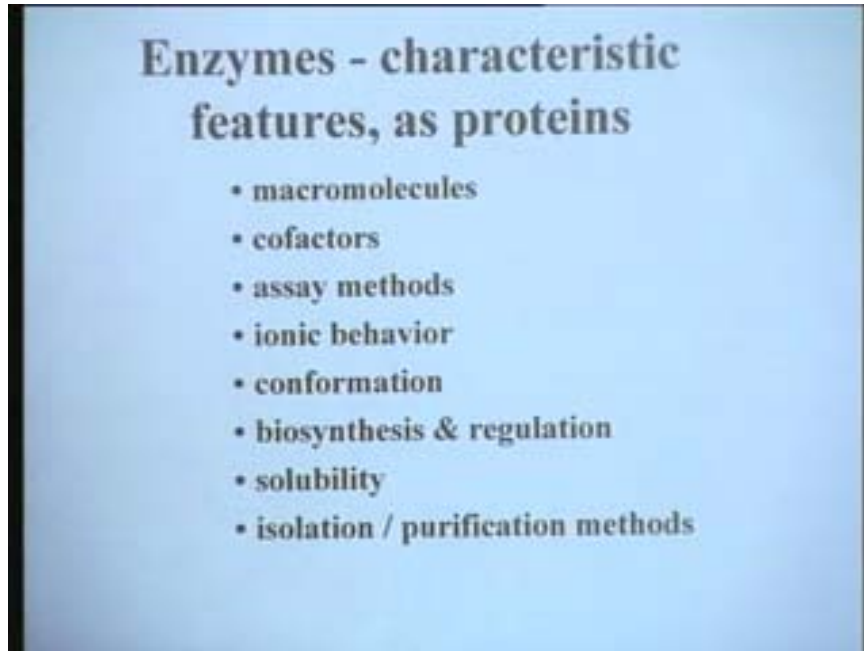 Enzymes - characteristic
features, as proteins
• macromolecules
• cofactors
• assay methods
• ionic behavior
• conformation
• biosynthesis & regulation
• solubility
• isolation / purification methods